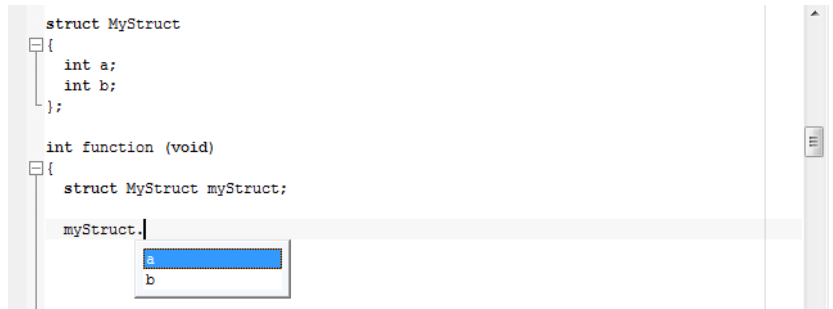 struct MyStruct
{
int a;
int b;
};
int function (void)
{
struct MyStruct myStruct;
myStruct.
a
b